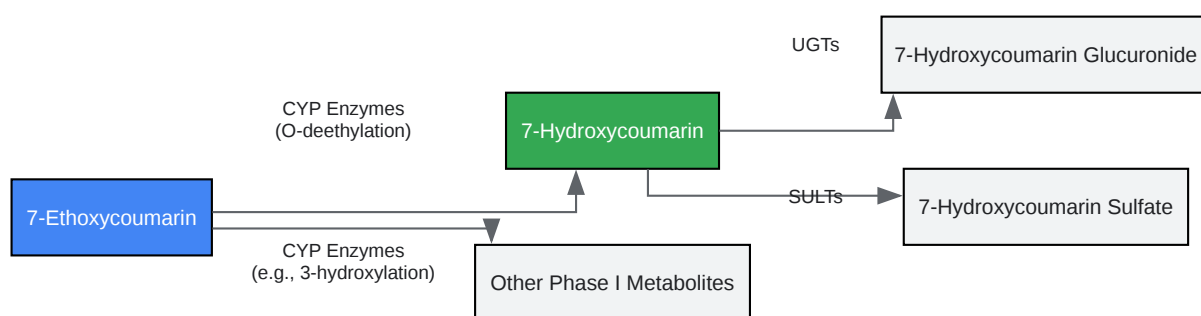 UGTs
7-Hydroxycoumarin Glucuronide
CYP Enzymes
(O-deethylation)
7-Hydroxycoumarin
7-Ethoxycoumarin
SULTs
7-Hydroxycoumarin Sulfate
CYP Enzymes
(e.g., 3-hydroxylation)
Other Phase I Metabolites